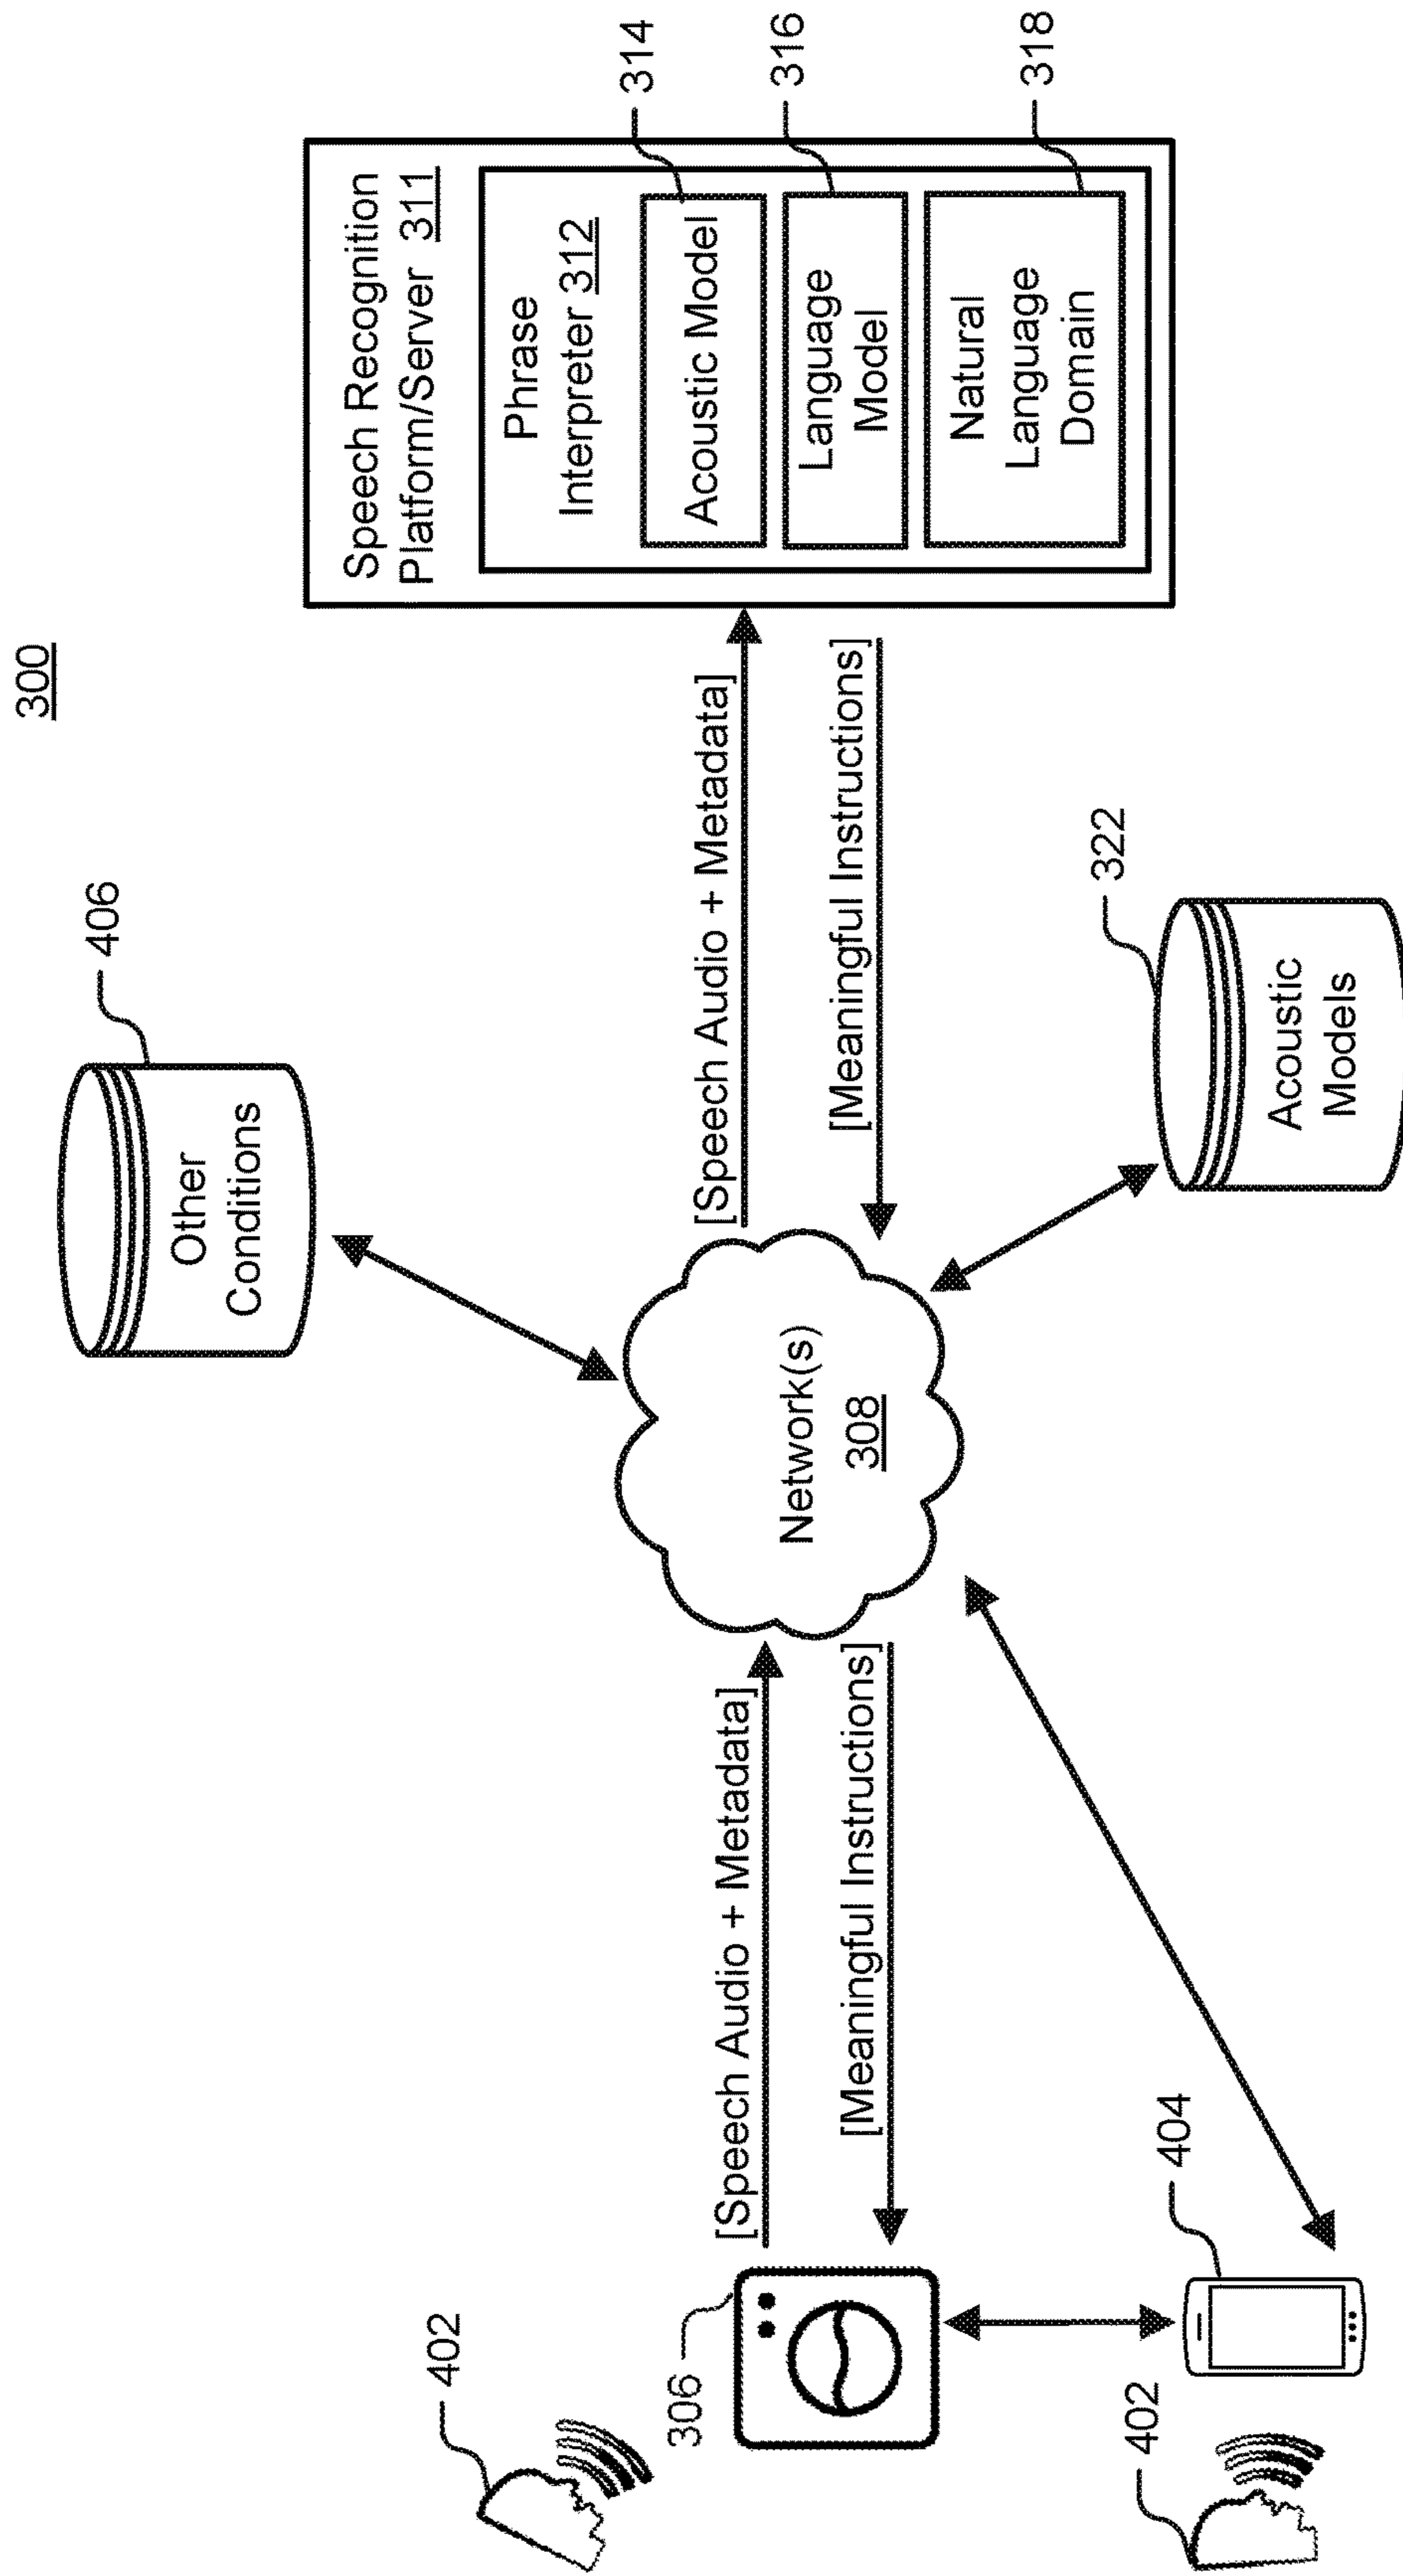 300
406
Other
Conditions
Speech Recognition
Platform/Server 311
Phrase
Interpreter 312
Acoustic Model
314
Language
Model
316
Natural
Language
Domain
318
402
306
[Speech Audio + Metadata]
[Meaningful Instructions]
Network(s)
308
[Speech Audio + Metadata]
[Meaningful Instructions]
402
404
322
Acoustic
Models